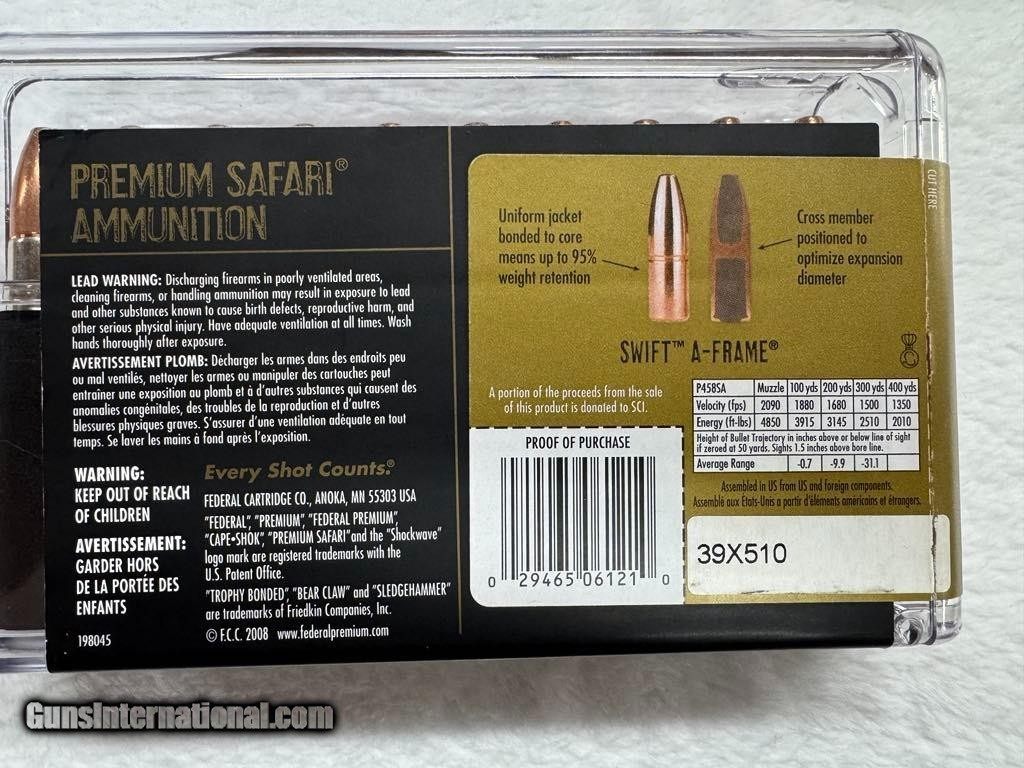 PREMIUM SAFARI®
AMMUNITION
LEAD WARNING: Discharging firearms in poorly ventilated areas,
cleaning firearms, or handling ammunition may result in exposure to lead
and other substances known to cause birth defects, reproductive harm, and
other serious physical injury. Have adequate ventilation at all times. Wash
hands thoroughly after exposure.
AVERTISSEMENT PLOMB: Décharger les armes dans des endroits peu
ou mal ventilés, nettoyer les armes ou manipuler des cartouches peut
entraîner une exposition au plomb et à d'autres substances qui causent des
anomalies congénitales, des troubles de la reproduction et d'autres
blessures physiques graves. S'assurer d'une ventilation adéquate en tout
temps. Se laver les mains à fond après l'exposition.
WARNING:
KEEP OUT OF REACH
OF CHILDREN
AVERTISSEMENT:
GARDER HORS
DE LA PORTÉE DES
ENFANTS
198045
Every Shot Counts.®
FEDERAL CARTRIDGE CO., ANOKA, MN 55303 USA
"FEDERAL", "PREMIUM", "FEDERAL PREMIUM",
"CAPE•SHOK", "PREMIUM SAFARI" and the "Shockwave"
logo mark are registered trademarks with the
U.S. Patent Office.
"TROPHY BONDED", "BEAR CLAW" and "SLEDGEHAMMER"
are trademarks of Friedkin Companies, Inc.
© F.C.C. 2008 www.federalpremium.com
Uniform jacket
bonded to core
means up to 95%
weight retention
Cross member
positioned to
optimize expansion
diameter
SWIFT™ A-FRAME®
CUT HERE
A portion of the proceeds from the sale
of this product is donated to SCI.
P458SA Muzzle 100 yds 200 yds 300 yds 400 yds
Velocity (fps) 2090 1880 1680 1500 1350
Energy (ft-lbs) 4850 3915 3145 2510 2010
Height of Bullet Trajectory in inches above or below line of sight
if zeroed at 50 yards. Sights 1.5 inches above bore line.
Average Range -0.7 -9.9 -31.1
Assembled in US from US and foreign components.
Assemblé aux États-Unis a partir d'éléments américains et étrangers.
PROOF OF PURCHASE
0 29465 06121 0
39X510
GunsInternational.com